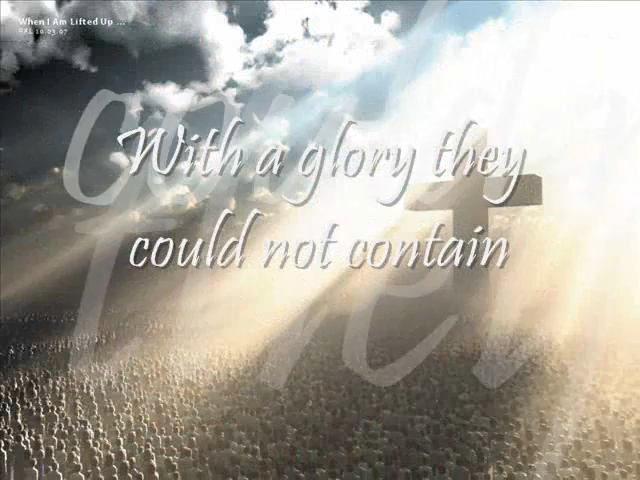 When I Am Lifted Up ...
With a glory they
could not contain